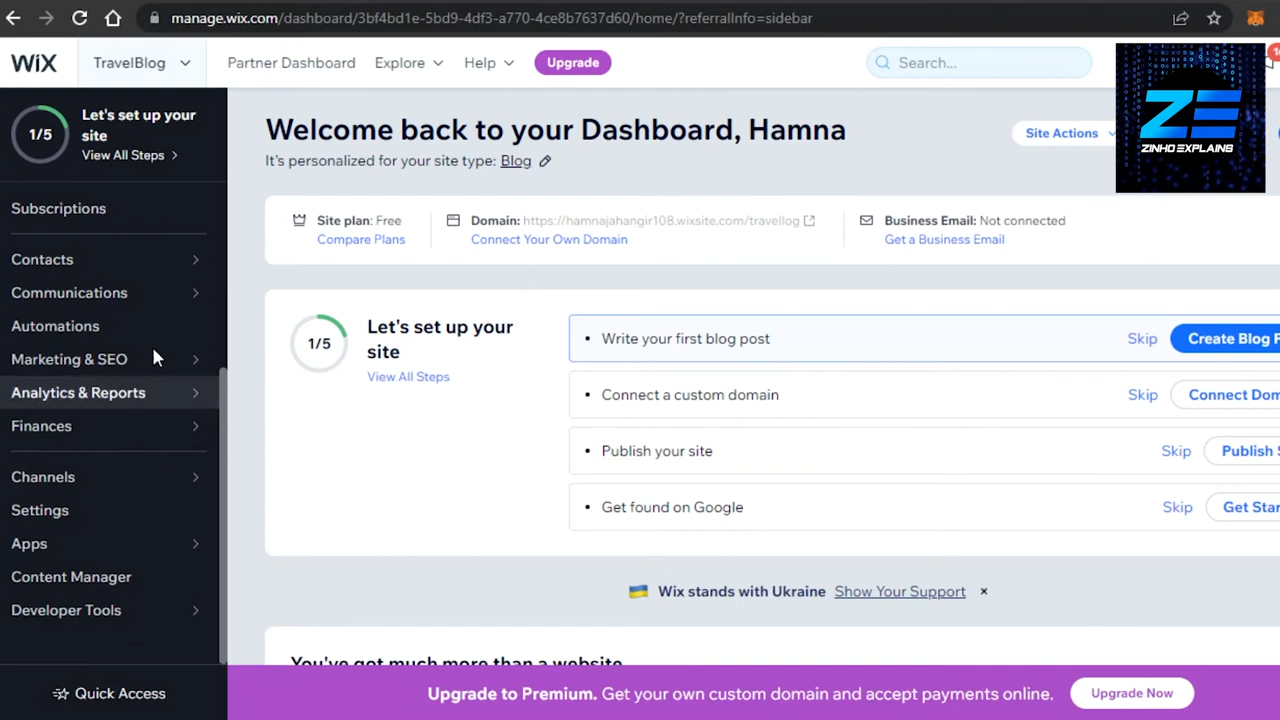 manage.wix.com/dashboard/3bf4bd1e-5bd9-4df3-a770-4ce8b7637d60/home/?referralInfo=sidebar
WiX
TravelBlog
Partner Dashboard
Explore
Help
Upgrade
Search...
ZE
ZINHO EXPLAINS
1/5
Let's set up your
site
View All Steps
Subscriptions
Contacts
Communications
Automations
Marketing & SEO
Analytics & Reports
Finances
Channels
Settings
Apps
Content Manager
Developer Tools
Quick Access
Welcome back to your Dashboard, Hamna
Site Actions
It's personalized for your site type: Blog
Site plan: Free
Compare Plans
Domain: https://hamnajahangir108.wixsite.com/travellog
Connect Your Own Domain
Business Email: Not connected
Get a Business Email
1/5
Let's set up your
site
View All Steps
• Write your first blog post
Skip
Create Blog P
• Connect a custom domain
Skip
Connect Dom
• Publish your site
Skip
Publish S
• Get found on Google
Skip
Get Star
Wix stands with Ukraine Show Your Support ×
You've got much more than a website
Upgrade to Premium. Get your own custom domain and accept payments online.
Upgrade Now